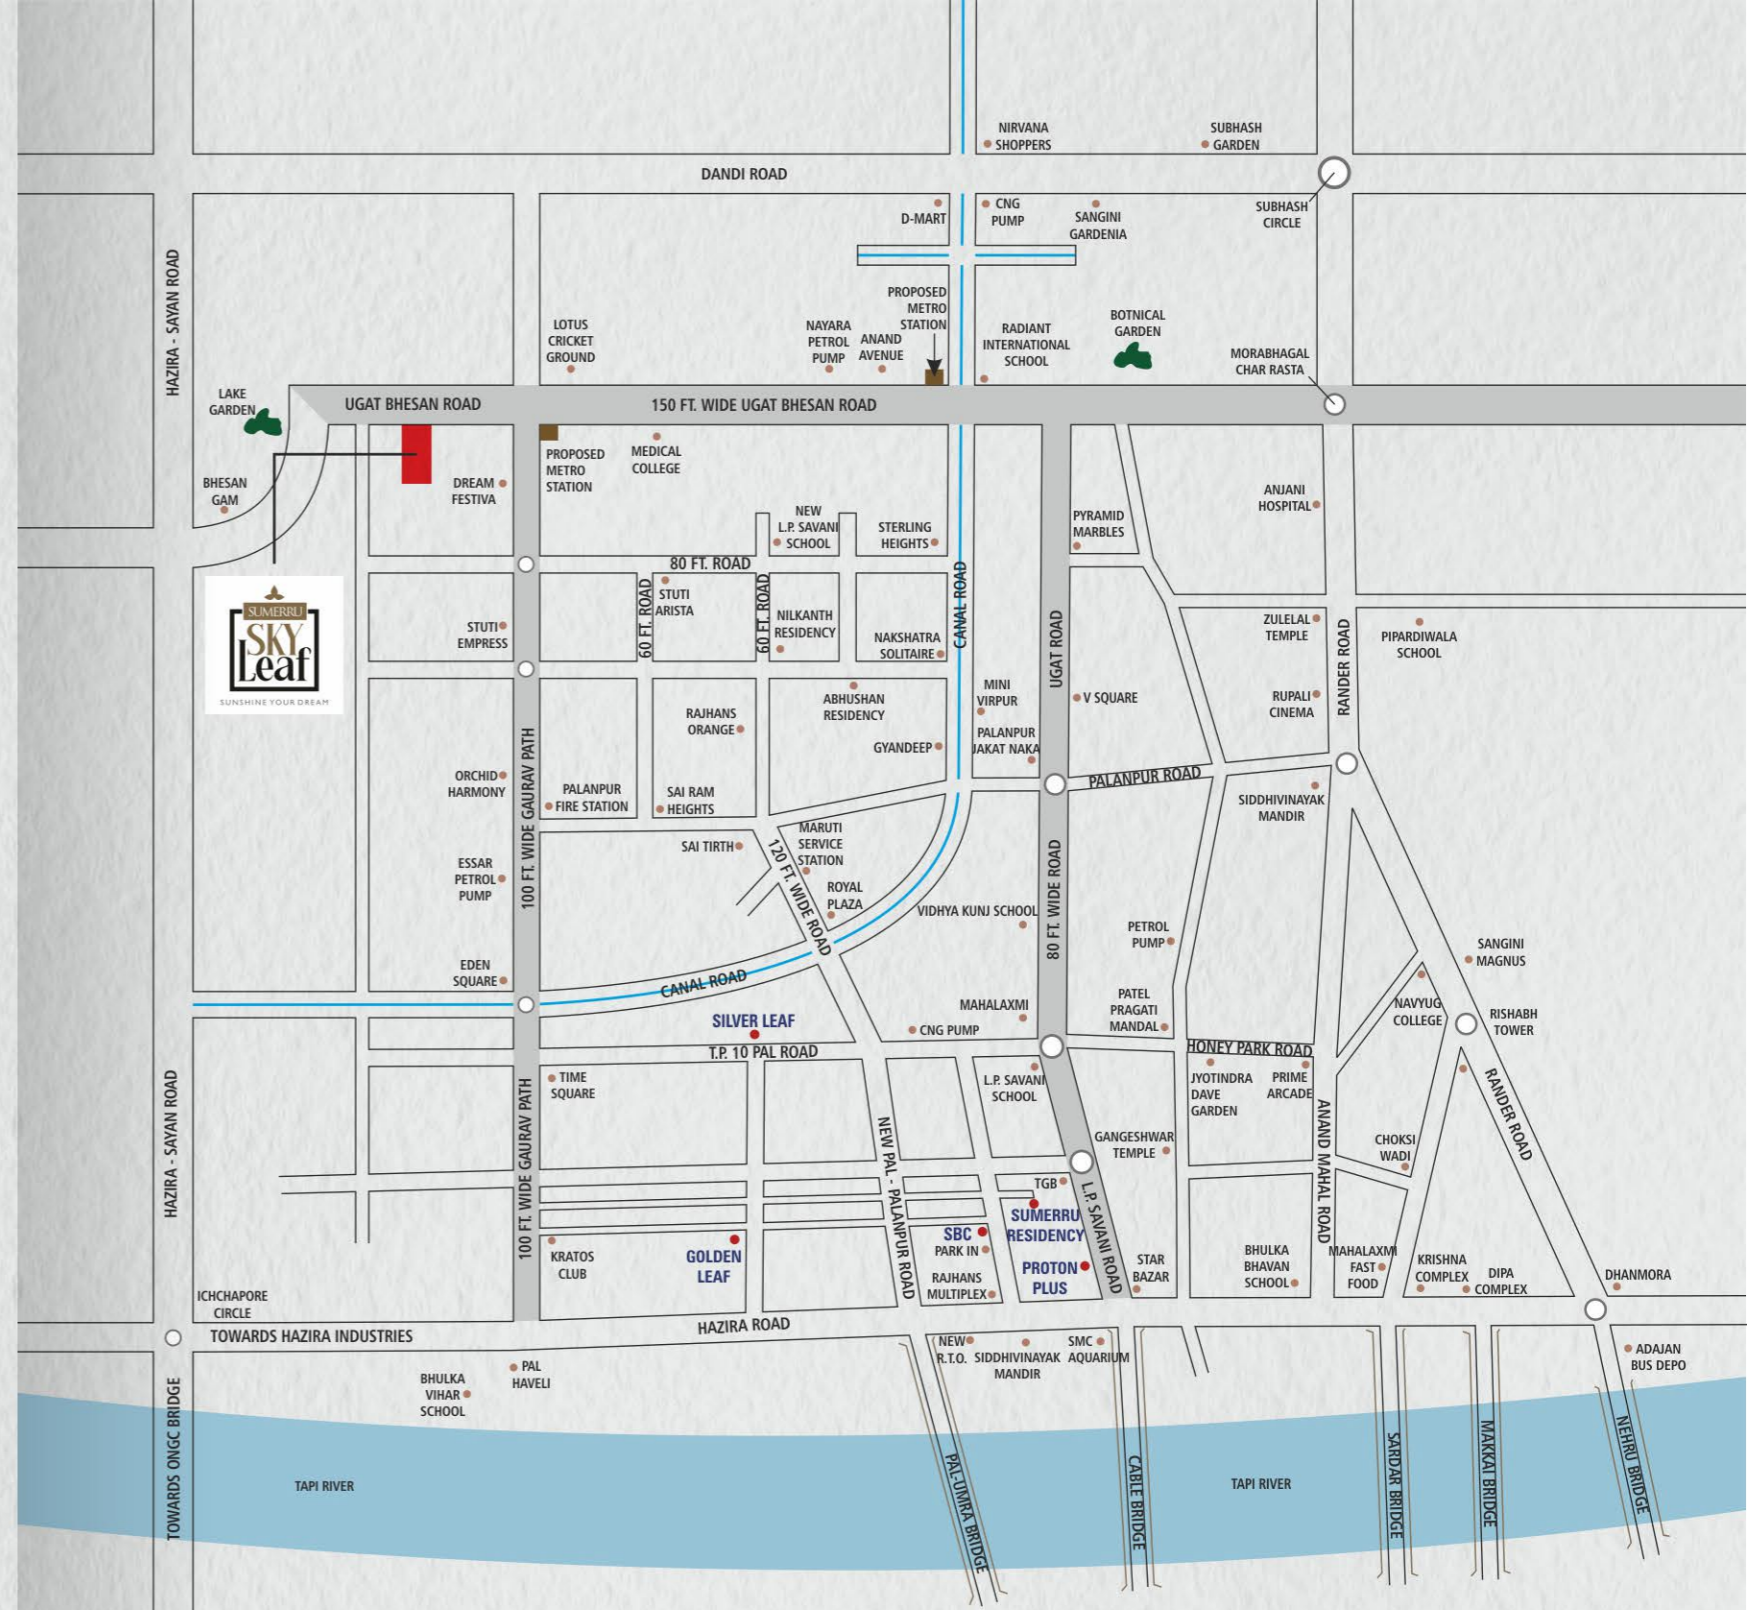 NIRVANA
SHOPPERS
SUBHASH
GARDEN
DANDI ROAD
D-MART
CNG
PUMP
SANGINI
GARDENIA
SUBHASH
CIRCLE
HAZIRA - SAYAN ROAD
PROPOSED
METRO
STATION
LOTUS
CRICKET
GROUND
NAYARA
PETROL
PUMP
ANAND
AVENUE
RADIANT
INTERNATIONAL
SCHOOL
BOTNICAL
GARDEN
MORABHAGAL
CHAR RASTA
LAKE
GARDEN
UGAT BHESAN ROAD
150 FT. WIDE UGAT BHESAN ROAD
BHESAN
GAM
DREAM
FESTIVA
PROPOSED
METRO
STATION
MEDICAL
COLLEGE
NEW
L.P. SAVANI
SCHOOL
STERLING
HEIGHTS
PYRAMID
MARBLES
ANJANI
HOSPITAL
80 FT. ROAD
60 FT. ROAD
STUTI
ARISTA
60 FT. ROAD
NILKANTH
RESIDENCY
NAKSHATRA
SOLITAIRE
CANAL ROAD
UGAT ROAD
ZULELAL
TEMPLE
RANDER ROAD
PIPARDIWALA
SCHOOL
SUMERRU
SKY
Leaf
SUNSHINE YOUR DREAM
STUTI
EMPRESS
RAJHANS
ORANGE
ABHUSHAN
RESIDENCY
GYANDEEP
MINI
VIRPUR
PALANPUR
JAKAT NAKA
V SQUARE
RUPALI
CINEMA
PALANPUR ROAD
ORCHID
HARMONY
100 FT. WIDE GAURAV PATH
PALANPUR
FIRE STATION
SAI RAM
HEIGHTS
SIDDHIVINAYAK
MANDIR
SAI TIRTH
120 FT. WIDE ROAD
MARUTI
SERVICE
STATION
ROYAL
PLAZA
ESSAR
PETROL
PUMP
VIDHYA KUNJ SCHOOL
80 FT. WIDE ROAD
PETROL
PUMP
SANGINI
MAGNUS
EDEN
SQUARE
CANAL ROAD
MAHALAXMI
PATEL
PRAGATI
MANDAL
NAVYUG
COLLEGE
RISHABH
TOWER
SILVER LEAF
CNG PUMP
T.P. 10 PAL ROAD
HONEY PARK ROAD
TIME
SQUARE
L.P. SAVANI
SCHOOL
JYOTINDRA
DAVE
GARDEN
PRIME
ARCADE
RANDER ROAD
HAZIRA - SAYAN ROAD
100 FT. WIDE GAURAV PATH
NEW PAL - PALANPUR ROAD
GANGESHWAR
TEMPLE
ANAND MAHAL ROAD
CHOKSI
WADI
TGB
SUMERRU
RESIDENCY
L.P. SAVANI ROAD
SBC
PARK IN
KRATOS
CLUB
GOLDEN
LEAF
PROTON
PLUS
RAJHANS
MULTIPLEX
STAR
BAZAR
BHULKA
BHAVAN
SCHOOL
MAHALAXMI
FAST
FOOD
KRISHNA
COMPLEX
DIPA
COMPLEX
DHANMORA
ICHCHAPORE
CIRCLE
TOWARDS HAZIRA INDUSTRIES
HAZIRA ROAD
NEW
R.T.O.
SIDDHIVINAYAK
MANDIR
SMC
AQUARIUM
ADAJAN
BUS DEPO
PAL
HAVELI
BHULKA
VIHAR
SCHOOL
TOWARDS ONGC BRIDGE
TAPI RIVER
PAL-UMRA BRIDGE
CABLE BRIDGE
TAPI RIVER
SARDAR BRIDGE
MAKKAI BRIDGE
NEHRU BRIDGE